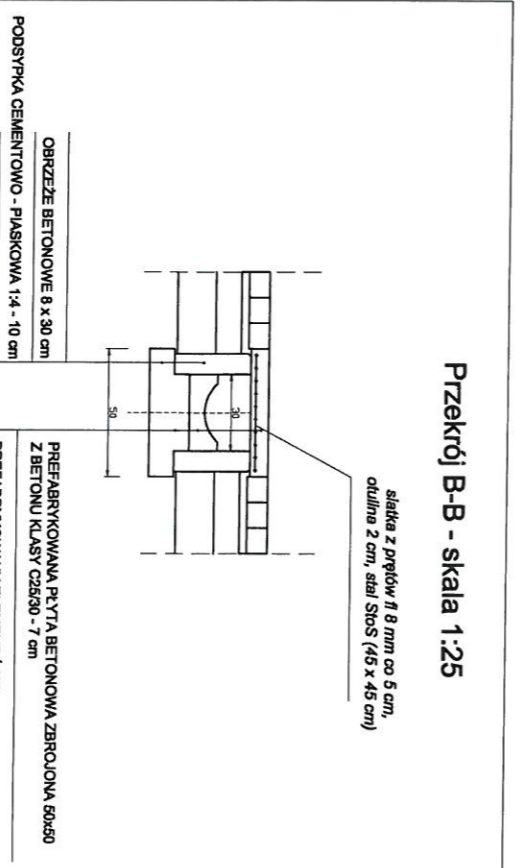 Przekrój B-B - skala 1:25
siatka z prętów fi 8 mm co 5 cm,
otulina 2 cm, stal StoS (45 x 45 cm)
30
50
OBRZEŻE BETONOWE 8 x 30 cm
PODSYPKA CEMENTOWO - PIASKOWA 1:4 - 10 cm
PREFABRYKOWANA PŁYTA BETONOWA ZBROJONA 50x50
Z BETONU KLASY C25/30 - 7 cm